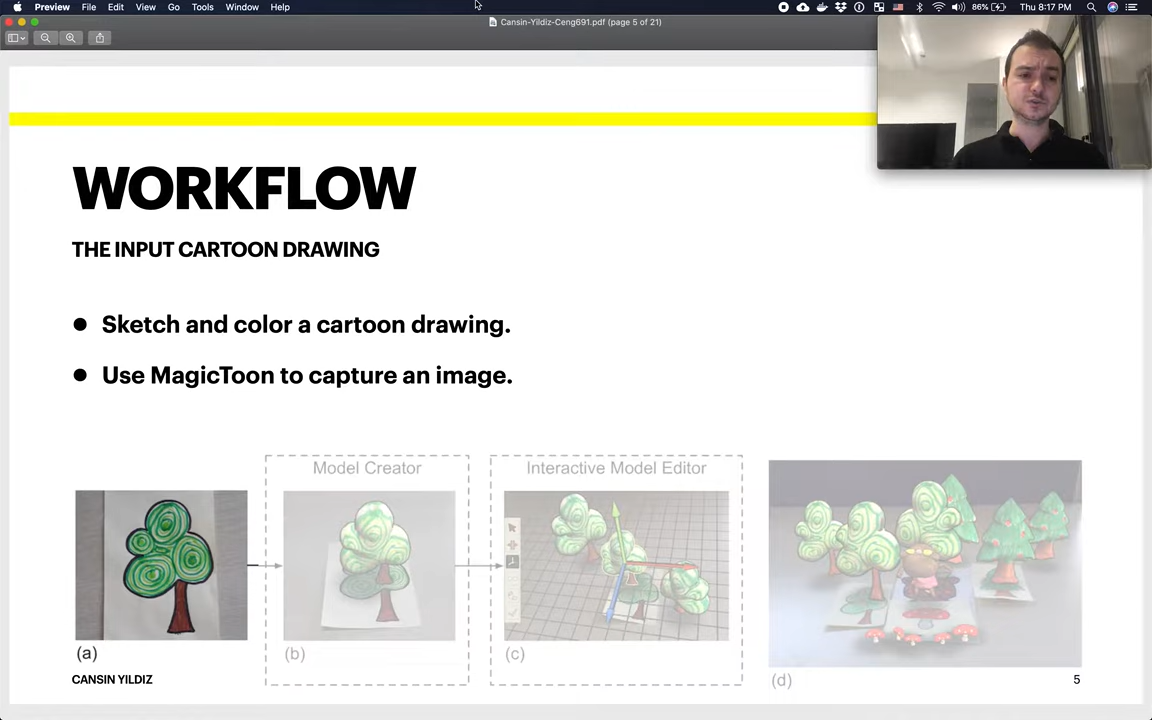 Preview File Edit View Go Tools Window Help
86% Thu 8:17 PM
Cansin-Yildiz-Ceng691.pdf (page 5 of 21)
WORKFLOW
THE INPUT CARTOON DRAWING
● Sketch and color a cartoon drawing.
● Use MagicToon to capture an image.
Model Creator
Interactive Model Editor
(a)
(b)
(c)
(d)
CANSIN YILDIZ
5